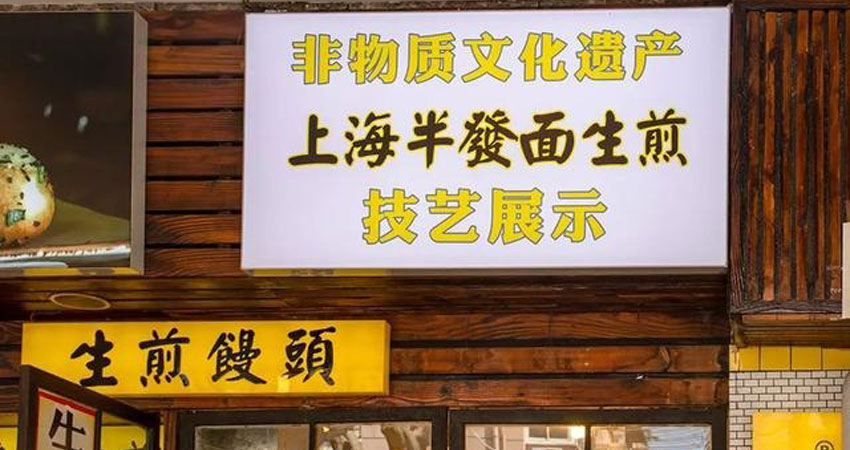 非物质文化遗产
上海半發面生煎
技艺展示
生煎饅頭
生